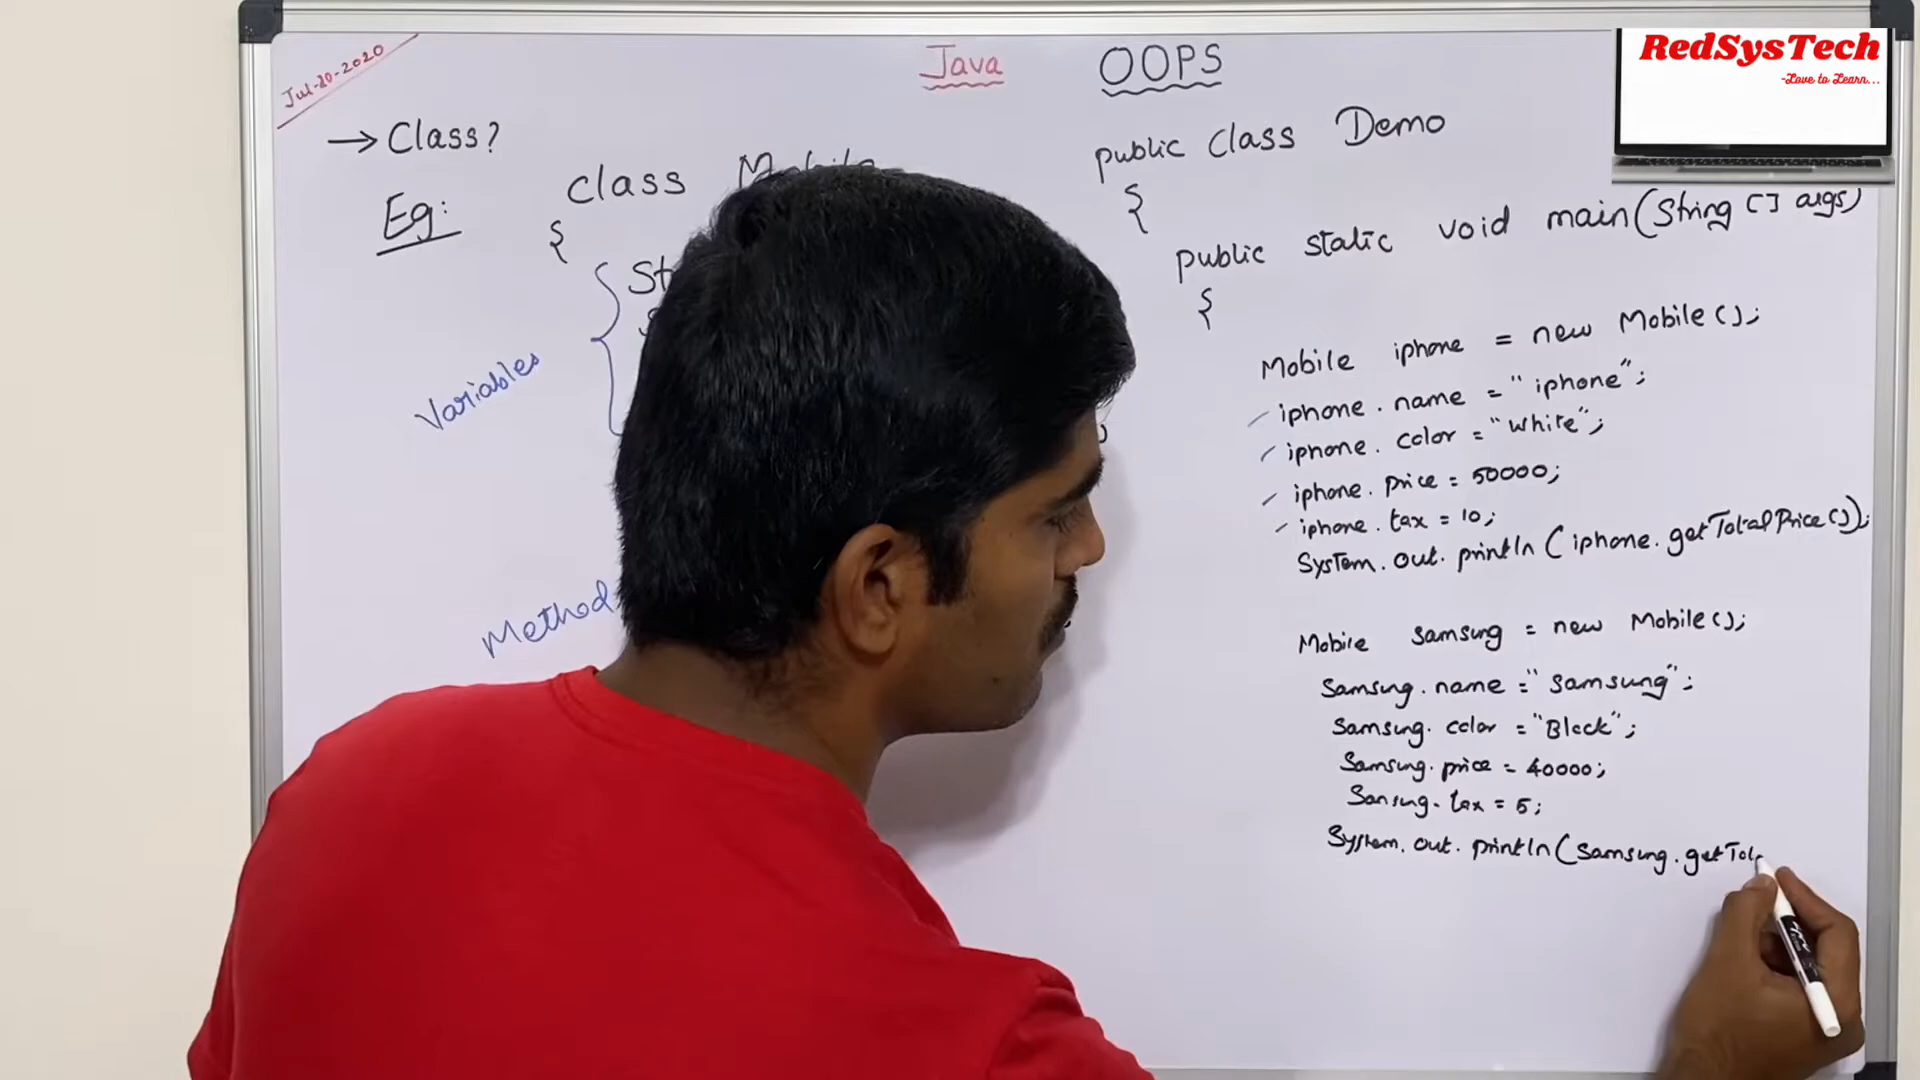 Jul-20-2020
Java OOPS
RedSysTech
-Love to Learn...
→ Class?
Eg:
class Mobile
{
Variables
Method
public class Demo
{
public static void main(String [] args)
{
Mobile iphone = new Mobile();
iphone.name = "iphone";
iphone.color = "white";
iphone.price = 50000;
iphone.tax = 10;
System.out.println(iphone.getTotalPrice());
Mobile samsung = new Mobile();
Samsung.name = "samsung";
Samsung.color = "Black";
Samsung.price = 40000;
Samsung.tax = 5;
System.out.println(Samsung.getTota